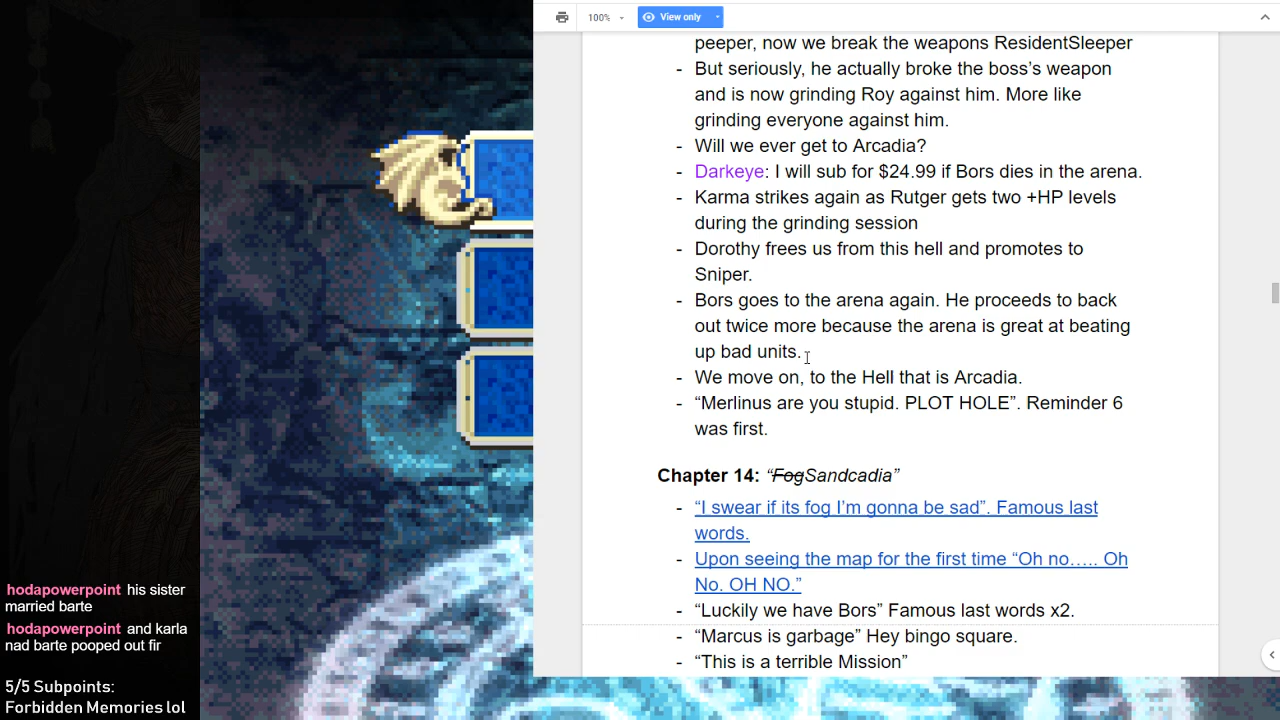 100%
View only
peeper, now we break the weapons ResidentSleeper
- But seriously, he actually broke the boss's weapon
and is now grinding Roy against him. More like
grinding everyone against him.
- Will we ever get to Arcadia?
- Darkeye: I will sub for $24.99 if Bors dies in the arena.
- Karma strikes again as Rutger gets two +HP levels
during the grinding session
- Dorothy frees us from this hell and promotes to
Sniper.
- Bors goes to the arena again. He proceeds to back
out twice more because the arena is great at beating
up bad units.
- We move on, to the Hell that is Arcadia.
- “Merlinus are you stupid. PLOT HOLE”. Reminder 6
was first.
Chapter 14: “FogSandcadia”
- “I swear if its fog I'm gonna be sad”. Famous last
words.
- Upon seeing the map for the first time “Oh no….. Oh
No. OH NO.”
- “Luckily we have Bors” Famous last words x2.
- “Marcus is garbage” Hey bingo square.
- “This is a terrible Mission”
hodapowerpoint his sister
married barte
hodapowerpoint and karla
nad barte pooped out fir
5/5 Subpoints:
Forbidden Memories lol